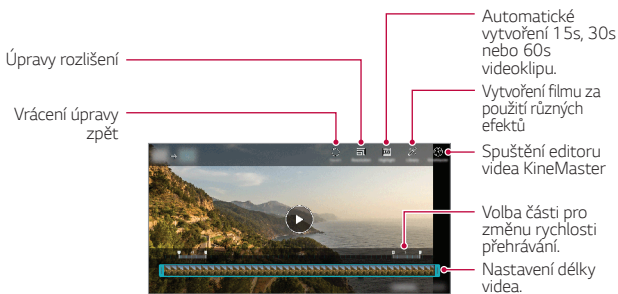 Úpravy rozlišení
Vrácení úpravy
zpět
Automatické
vytvoření 15s, 30s
nebo 60s
videoklipu.
Vytvoření filmu za
použití různých
efektů
Spuštění editoru
videa KineMaster
Volba části pro
změnu rychlosti
přehrávání.
Nastavení délky
videa.